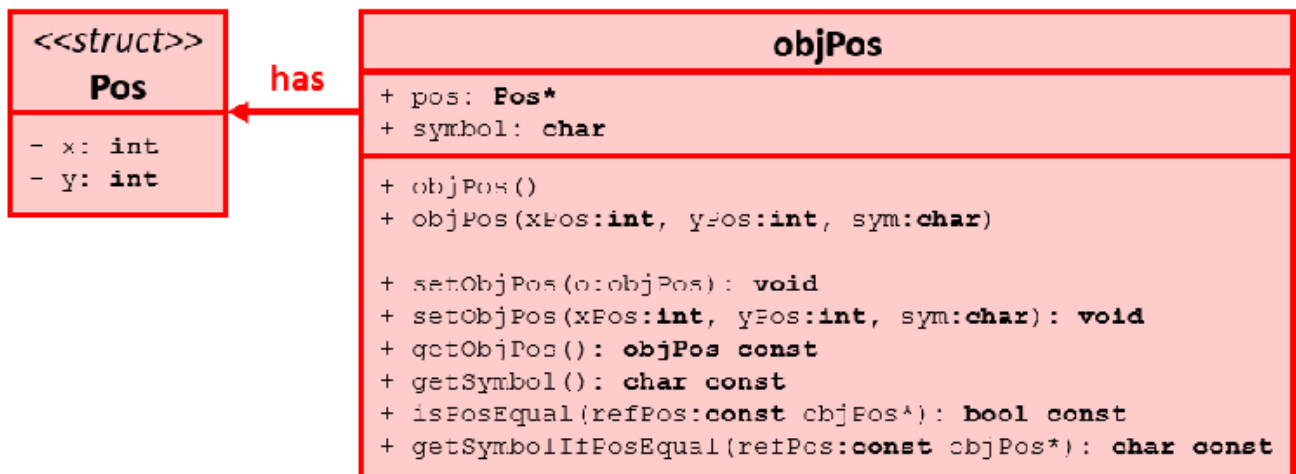 <<struct>>
Pos
- x: int
- y: int
has
objPos
+ pos: Pos*
+ symbol: char
+ objPos()
+ objPos(xPos:int, yPos:int, sym:char)
+ setObjPos(o:objPos): void
+ setObjPos(xPos:int, yPos:int, sym:char): void
+ getObjPos(): objPos const
+ getSymbol(): char const
+ isPosEqual(refPos:const objPos*): bool const
+ getSymbolIfPosEqual(refPos:const objPos*): char const